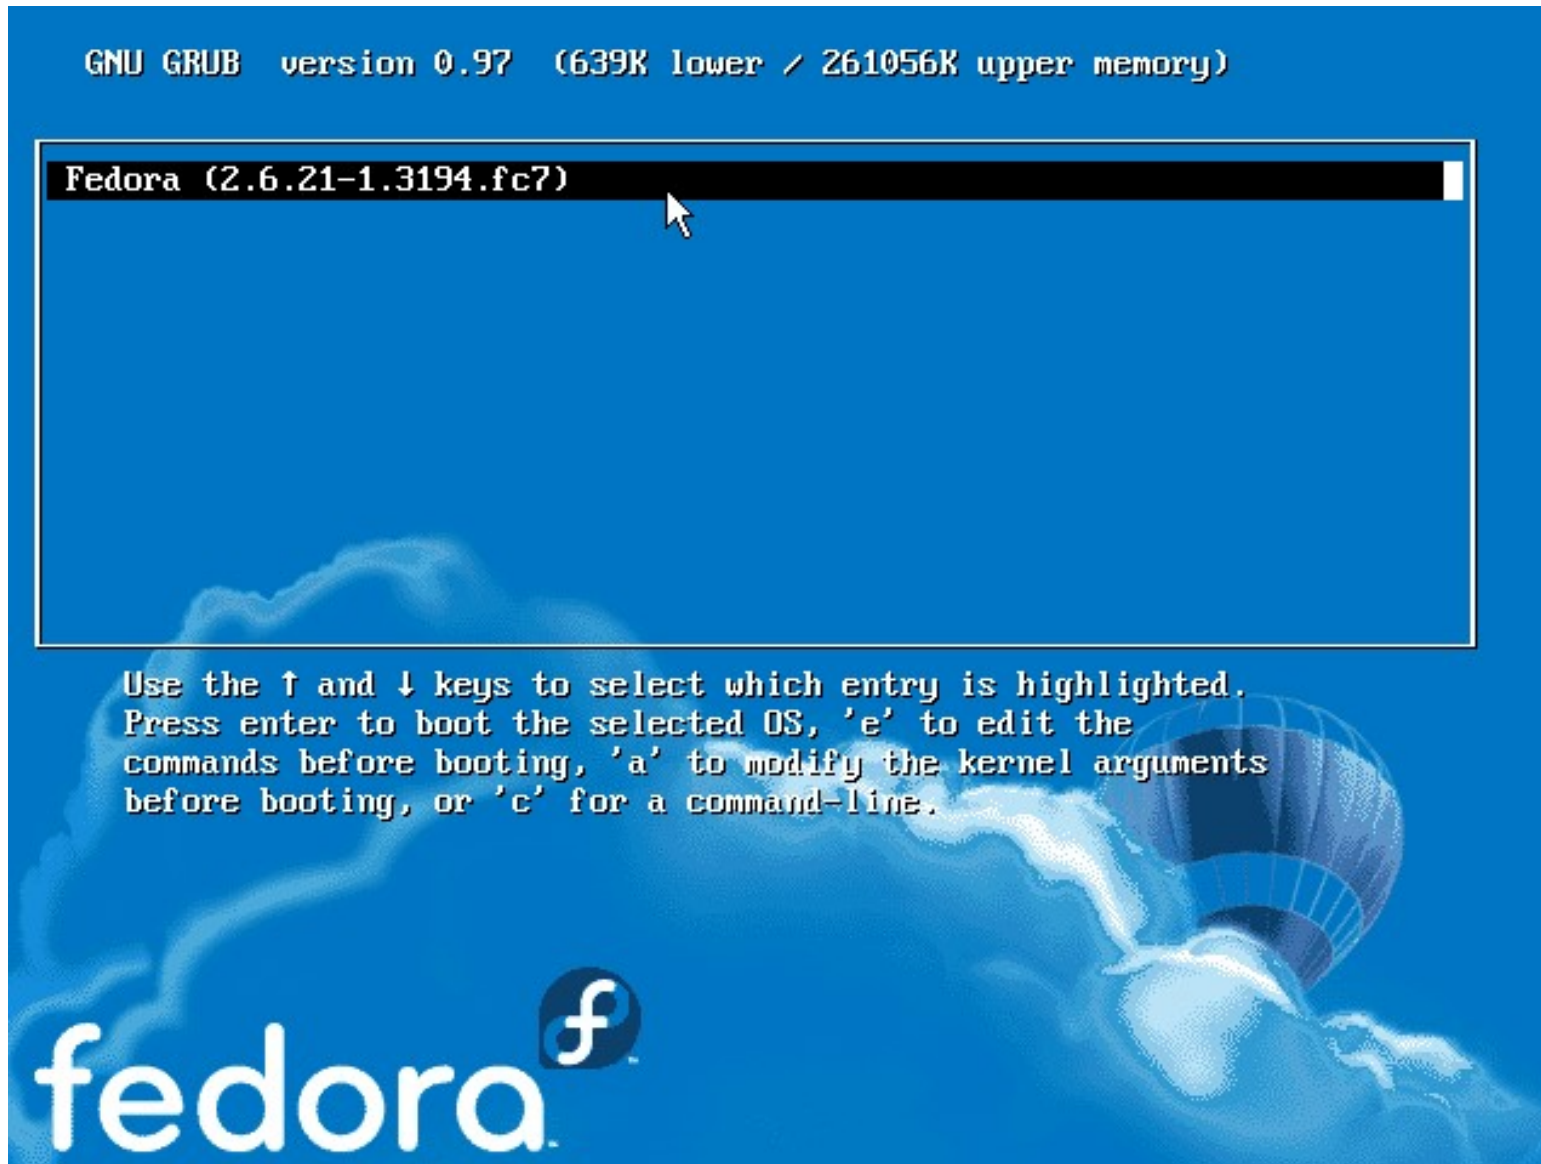 GNU GRUB  version 0.97  (639K lower / 261056K upper memory)
Fedora (2.6.21-1.3194.fc7)
Use the ↑ and ↓ keys to select which entry is highlighted.
Press enter to boot the selected OS, 'e' to edit the
commands before booting, 'a' to modify the kernel arguments
before booting, or 'c' for a command-line.
fedora